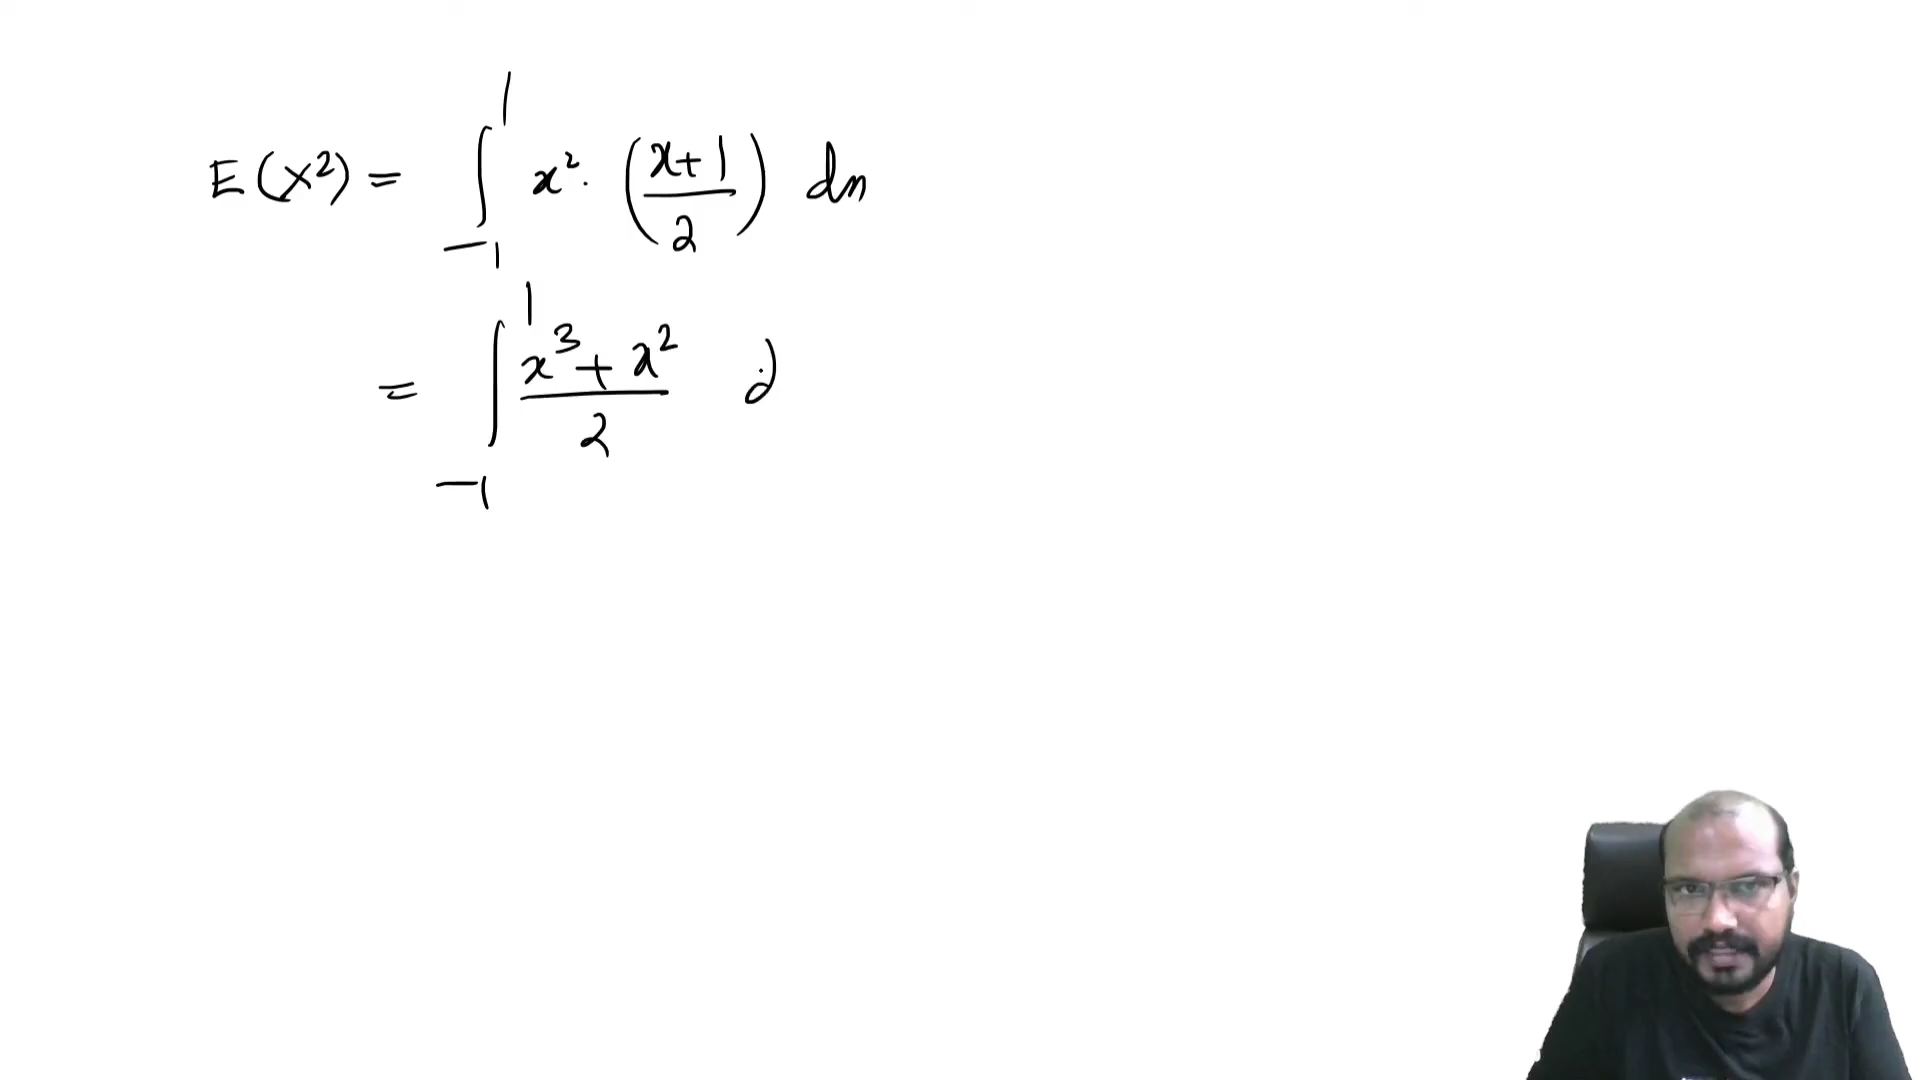 E(X²) = ∫_{-1}^{1} x² · ((x+1)/2) dx
= ∫_{-1}^{1} (x³ + x²)/2 d